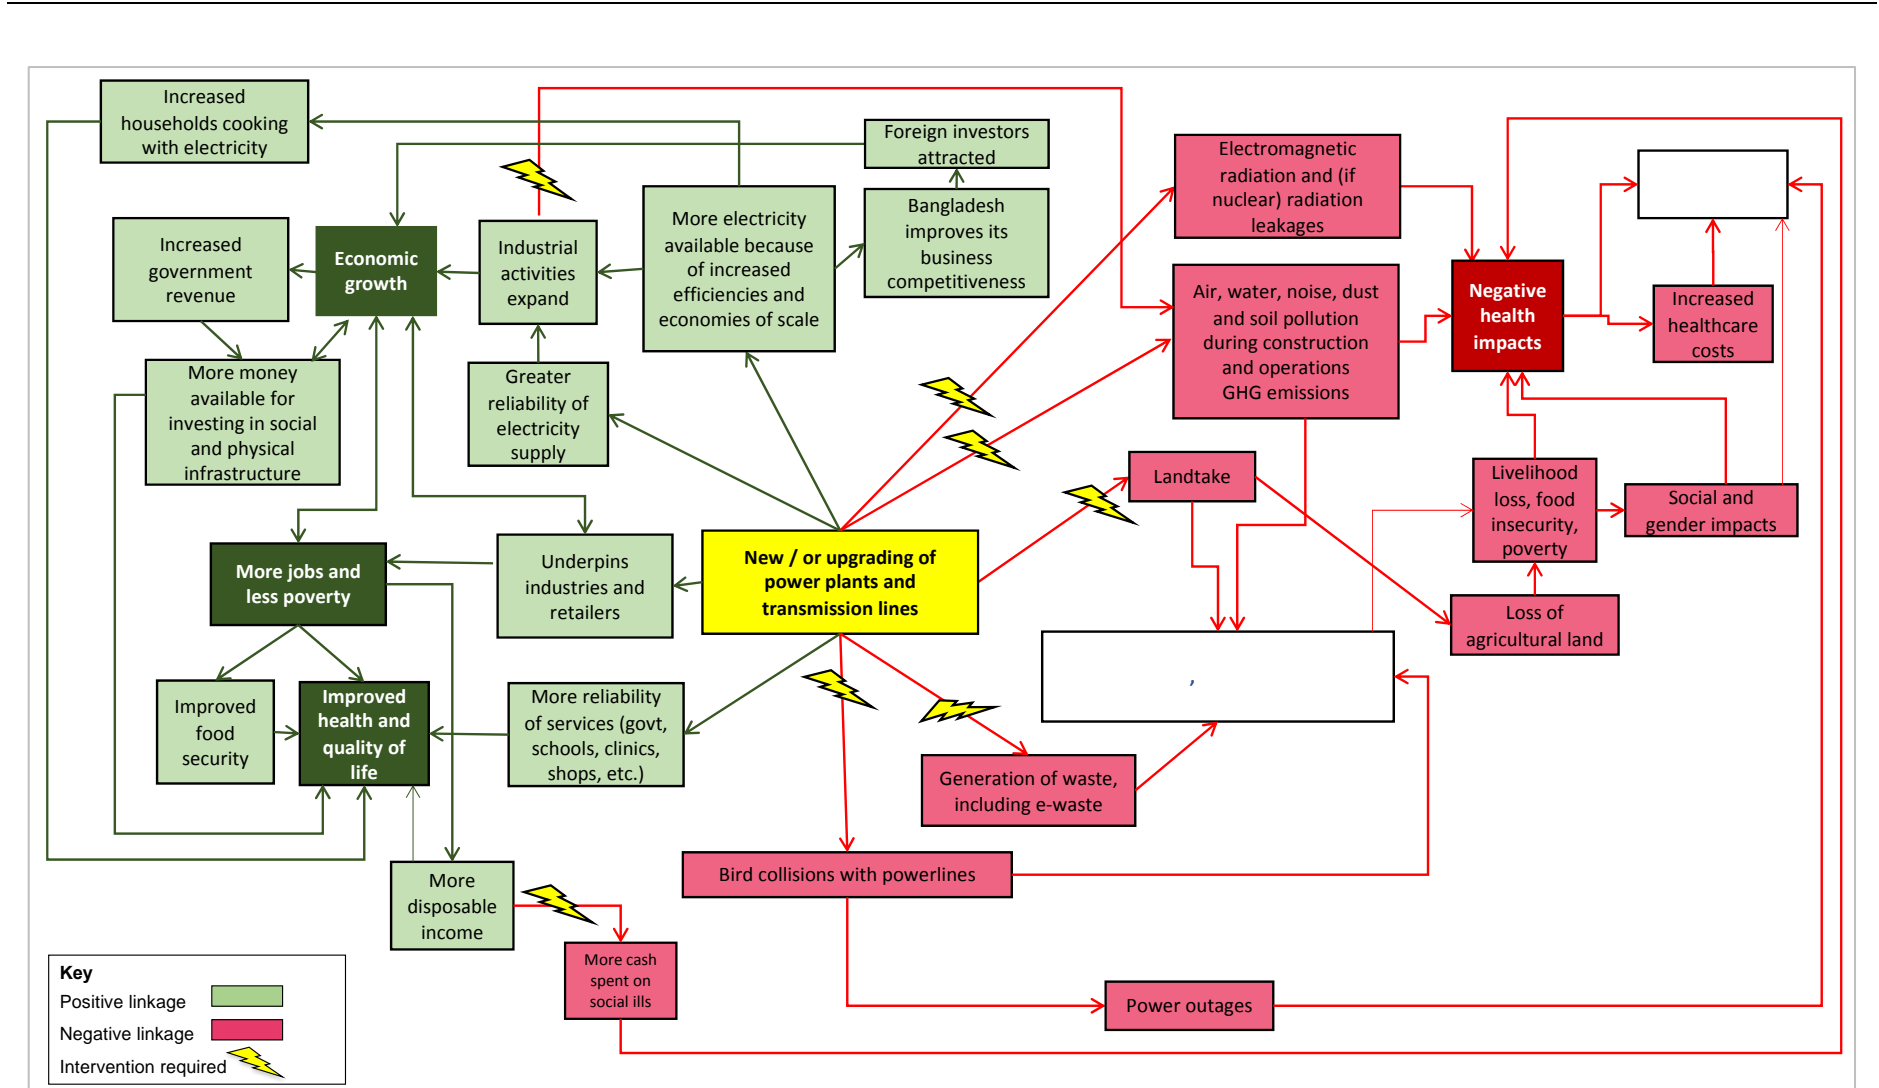 Increased
households cooking
with electricity
Foreign investors
attracted
Electromagnetic
radiation and (if
nuclear) radiation
leakages
Increased
government
revenue
Economic
growth
Industrial
activities
expand
More electricity
available because
of increased
efficiencies and
economies of scale
Bangladesh
improves its
business
competitiveness
Air, water, noise, dust
and soil pollution
during construction
and operations
GHG emissions
Negative
health
impacts
Increased
healthcare
costs
More money
available for
investing in social
and physical
infrastructure
Greater
reliability of
electricity
supply
Landtake
Livelihood
loss, food
insecurity,
poverty
Social and
gender impacts
More jobs and
less poverty
Underpins
industries and
retailers
New / or upgrading of
power plants and
transmission lines
Loss of
agricultural land
,
Improved
food
security
Improved
health and
quality of
life
More reliability
of services (govt,
schools, clinics,
shops, etc.)
Generation of waste,
including e-waste
Bird collisions with powerlines
More
disposable
income
More cash
spent on
social ills
Power outages
Key
Positive linkage
Negative linkage
Intervention required